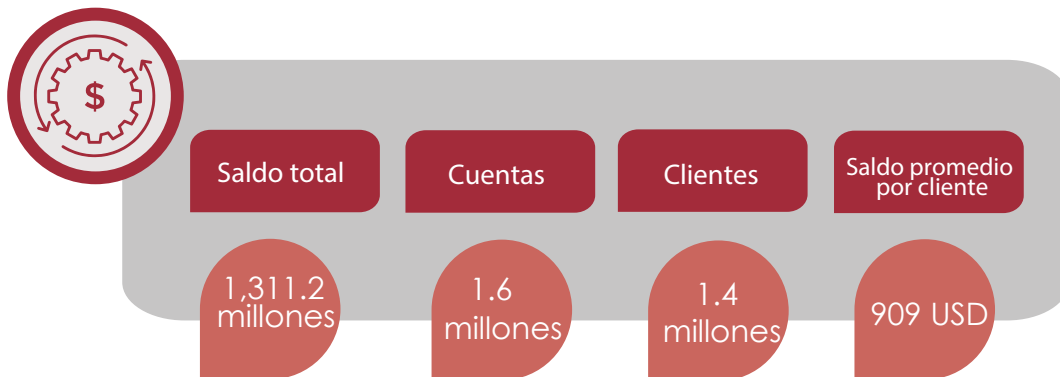 $
Saldo total
Cuentas
Clientes
Saldo promedio
por cliente
1,311.2
millones
1.6
millones
1.4
millones
909 USD